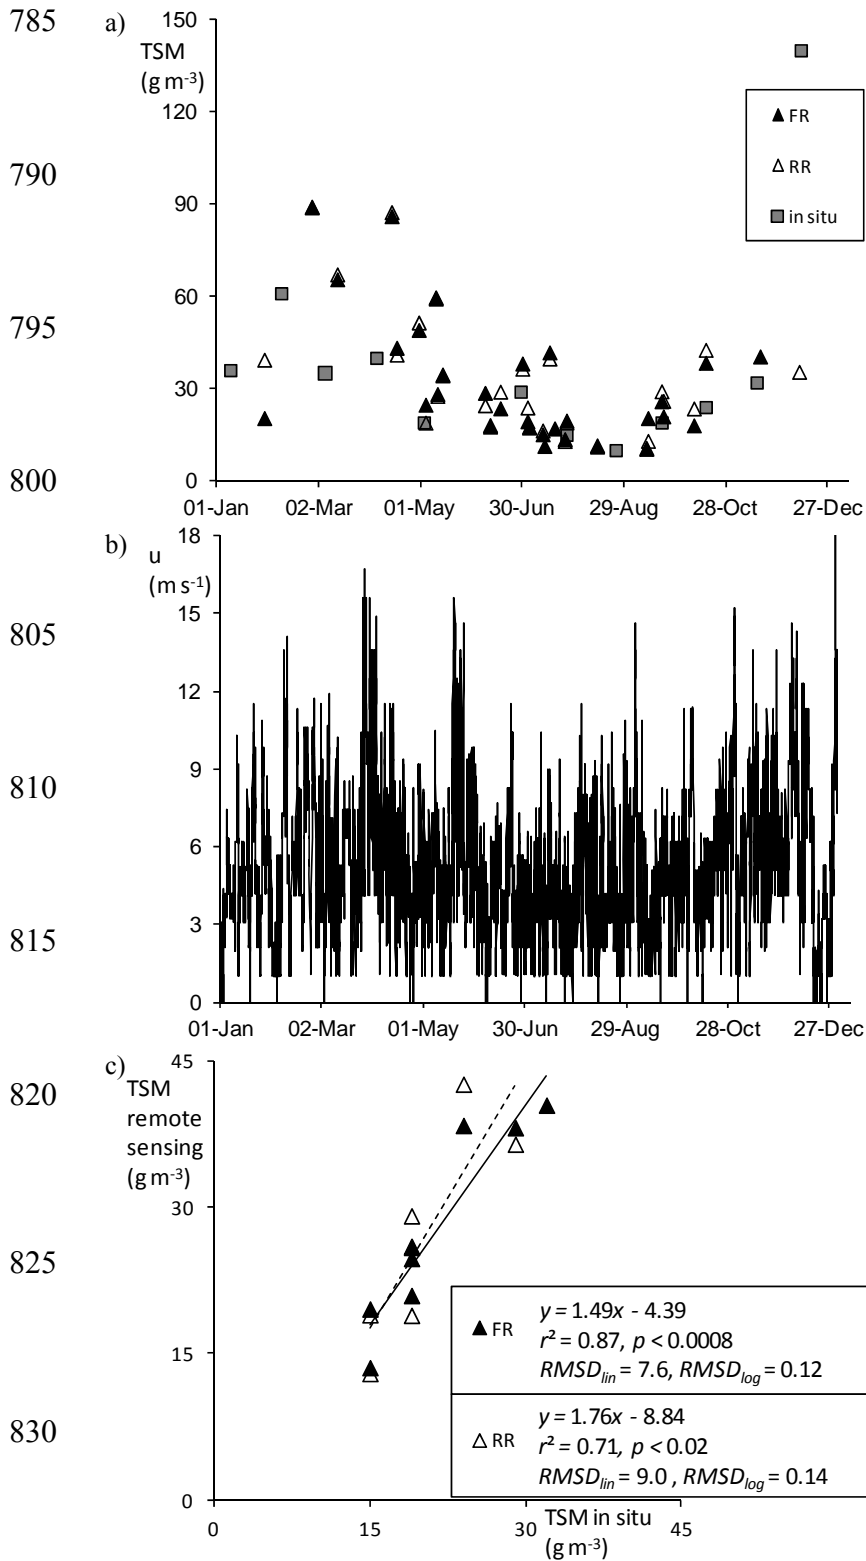 785
a)
TSM
(g m-3)
150
120
90
60
30
0
FR
RR
in situ
790
795
800
01-Jan 02-Mar 01-May 30-Jun 29-Aug 28-Oct 27-Dec
b)
u
(m s-1)
18
15
12
9
6
3
0
805
810
815
01-Jan 02-Mar 01-May 30-Jun 29-Aug 28-Oct 27-Dec
c)
TSM
remote
sensing
(g m-3)
45
30
15
0
820
825
830
FR
y = 1.49x - 4.39
r² = 0.87, p < 0.0008
RMSDlin = 7.6, RMSDlog = 0.12
RR
y = 1.76x - 8.84
r² = 0.71, p < 0.02
RMSDlin = 9.0 , RMSDlog = 0.14
0 15 30 45
TSM in situ
(g m-3)